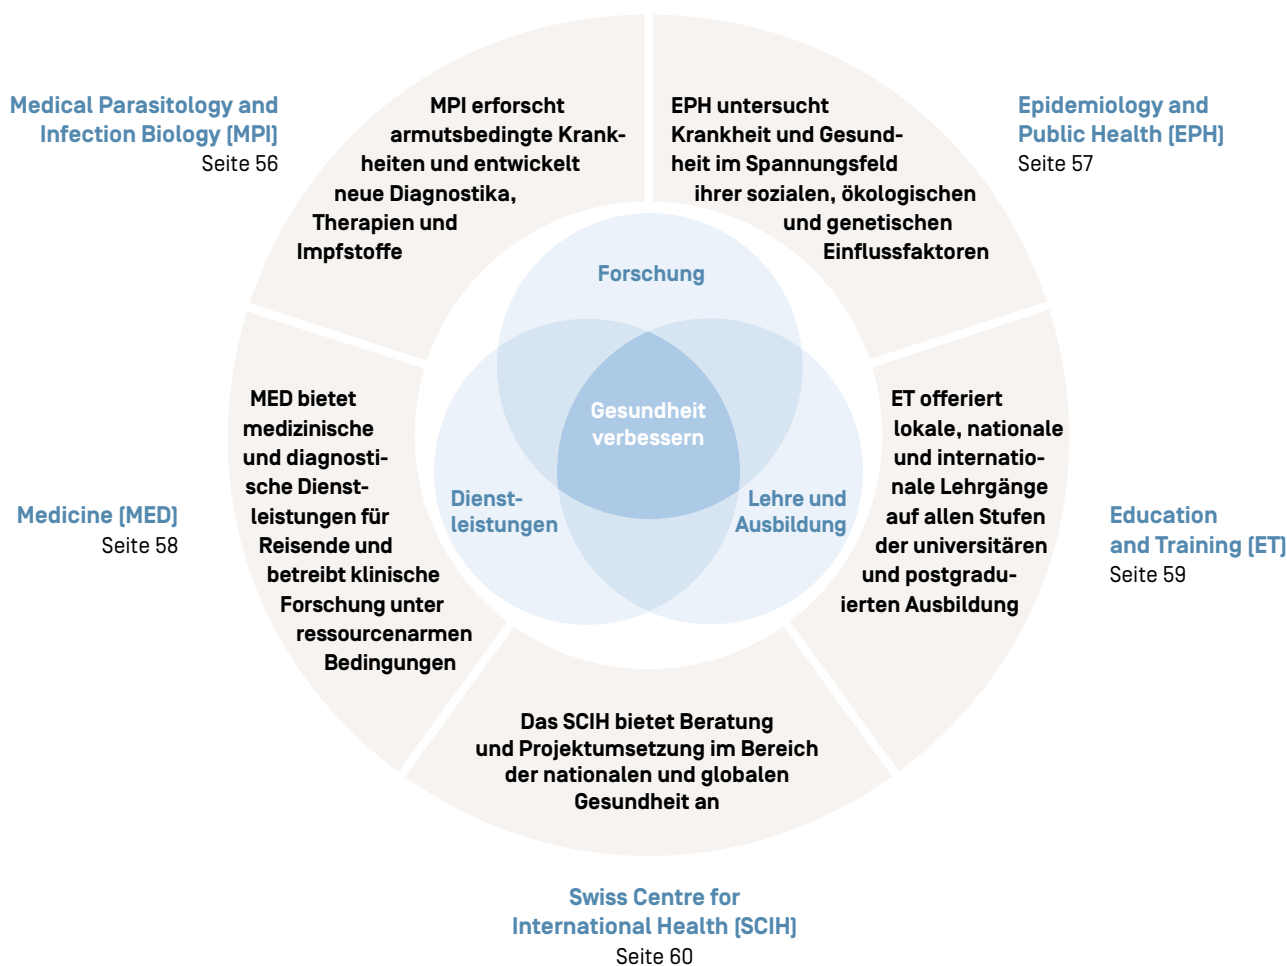 Medical Parasitology and
Infection Biology (MPI)
Seite 56
MPI erforscht
armutsbedingte Krank-
heiten und entwickelt
neue Diagnostika,
Therapien und
Impfstoffe
EPH untersucht
Krankheit und Gesund-
heit im Spannungsfeld
ihrer sozialen, ökologischen
und genetischen
Einflussfaktoren
Epidemiology and
Public Health (EPH)
Seite 57
Forschung
Gesundheit
verbessern
Dienst-
leistungen
Lehre und
Ausbildung
Medicine (MED)
Seite 58
MED bietet
medizinische
und diagnosti-
sche Dienst-
leistungen für
Reisende und
betreibt klinische
Forschung unter
ressourcenarmen
Bedingungen
ET offeriert
lokale, nationale
und internatio-
nale Lehrgänge
auf allen Stufen
der universitären
und postgradu-
ierten Ausbildung
Education
and Training (ET)
Seite 59
Das SCIH bietet Beratung
und Projektumsetzung im Bereich
der nationalen und globalen
Gesundheit an
Swiss Centre for
International Health (SCIH)
Seite 60